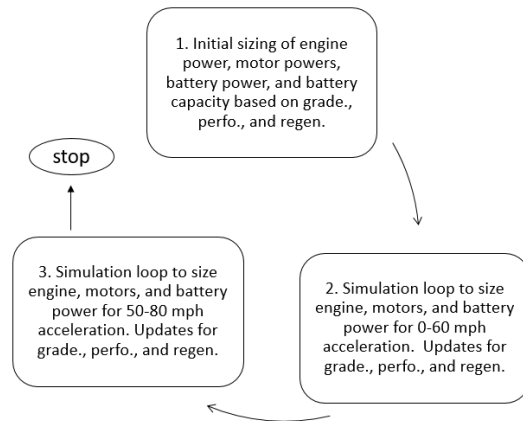 1. Initial sizing of engine
power, motor powers,
battery power, and battery
capacity based on grade.,
perfo., and regen.
stop
2. Simulation loop to size
engine, motors, and battery
power for 0-60 mph
acceleration.  Updates for
grade., perfo., and regen.
3. Simulation loop to size
engine, motors, and battery
power for 50-80 mph
acceleration. Updates for
grade., perfo., and regen.